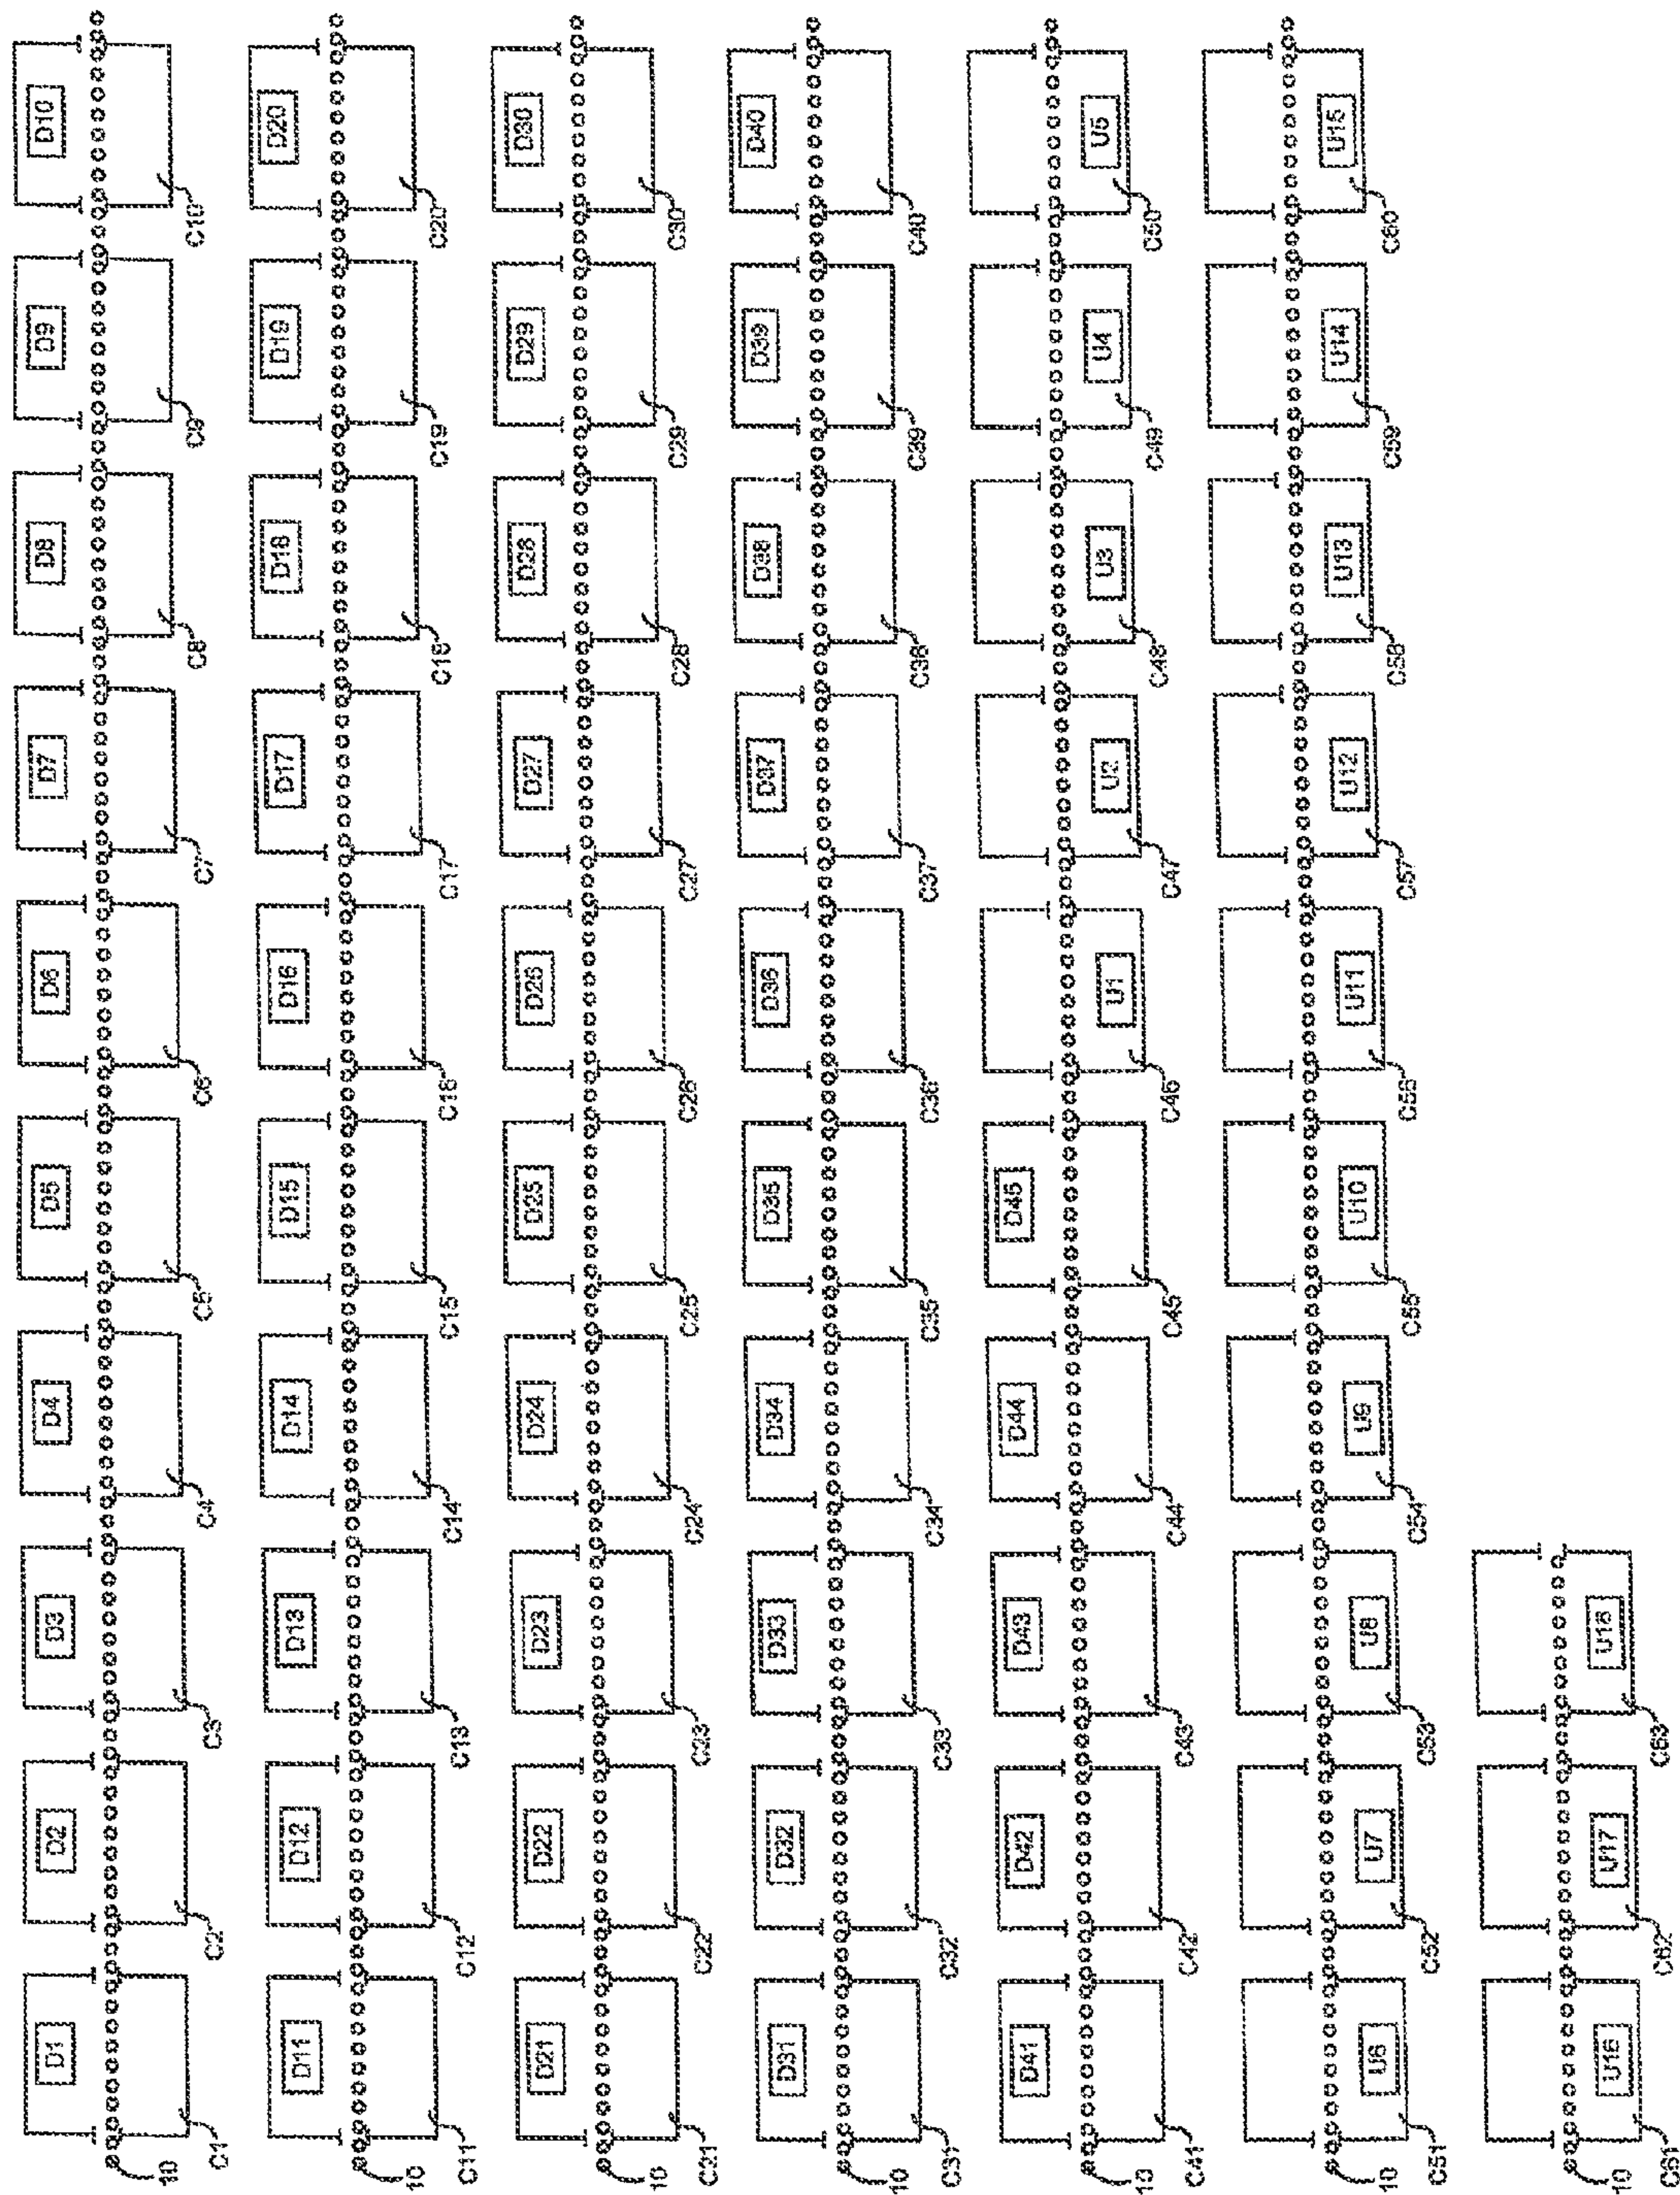 D1 D2 D3 D4 D5 D6 D7 D8 D9 D10
10 C1 C2 C3 C4 C5 C6 C7 C8 C9 C10
D11 D12 D13 D14 D15 D16 D17 D18 D19 D20
10 C11 C12 C13 C14 C15 C16 C17 C18 C19 C20
D21 D22 D23 D24 D25 D26 D27 D28 D29 D30
10 C21 C22 C23 C24 C25 C26 C27 C28 C29 C30
D31 D32 D33 D34 D35 D36 D37 D38 D39 D40
10 C31 C32 C33 C34 C35 C36 C37 C38 C39 C40
D41 D42 D43 D44 D45 U1 U2 U3 U4 U5
10 C41 C42 C43 C44 C45 C46 C47 C48 C49 C50
U6 U7 U8 U9 U10 U11 U12 U13 U14 U15
10 C51 C52 C53 C54 C55 C56 C57 C58 C59 C60
U16 U17 U18
10 C61 C62 C63